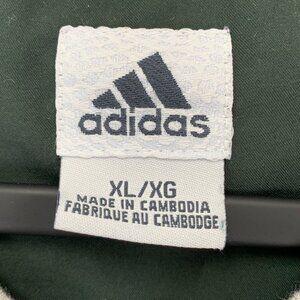 adidas
XL/XG
MADE IN CAMBODIA
FABRIQUE AU CAMBODGE